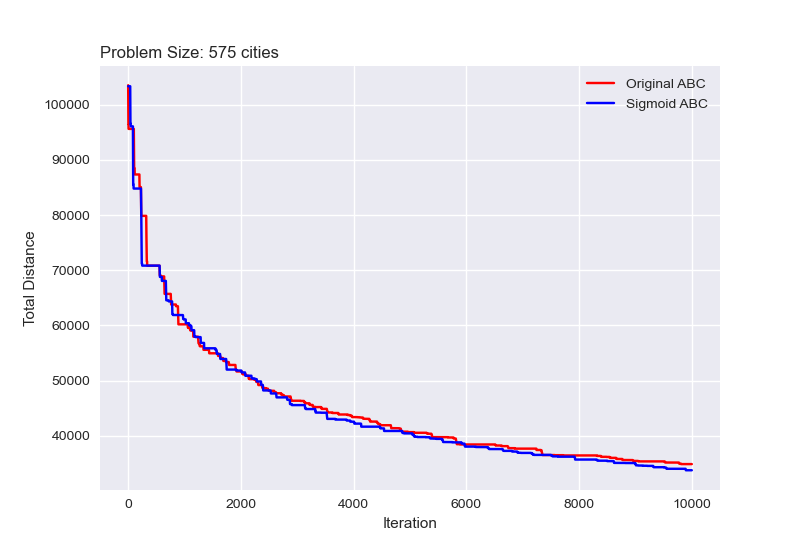 Problem Size: 575 cities
Original ABC
Sigmoid ABC
100000
90000
80000
70000
60000
50000
40000
Total Distance
0 2000 4000 6000 8000 10000
Iteration